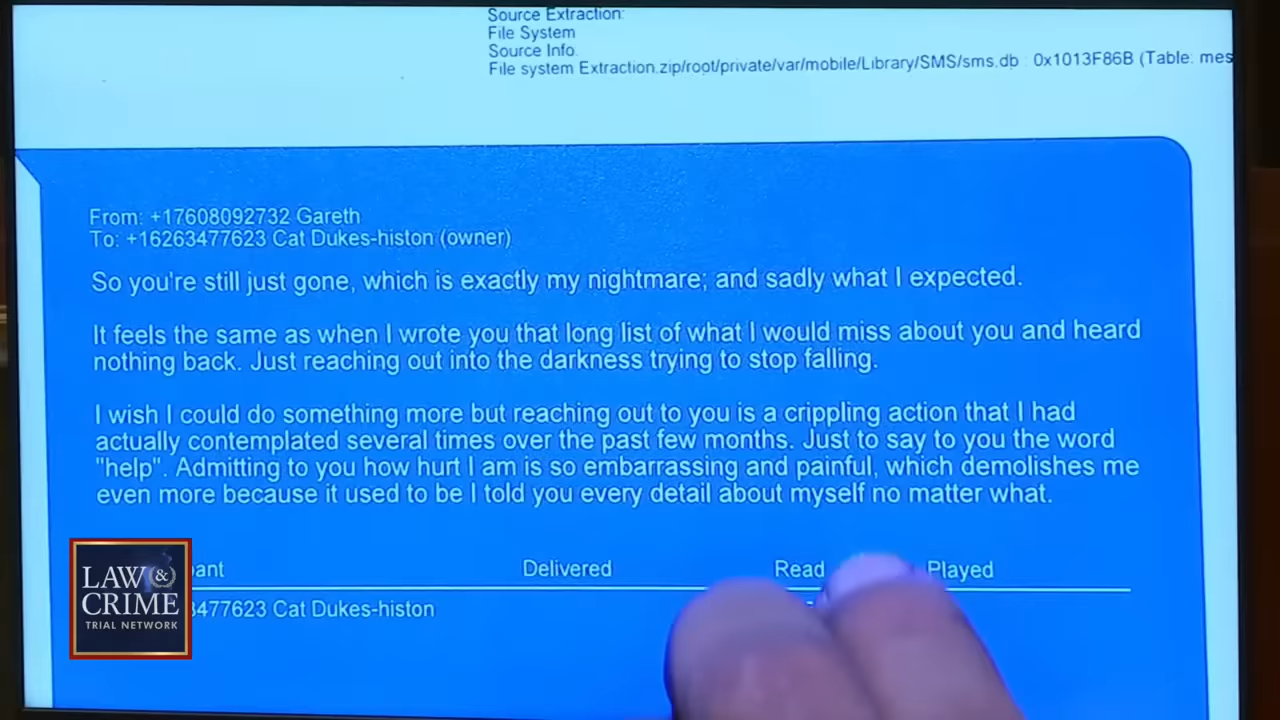 Source Extraction:
File System
Source Info.
File system Extraction.zip/root/private/var/mobile/Library/SMS/sms.db : 0x1013F86B (Table: mes
From: +17608092732 Gareth
To: +16263477623 Cat Dukes-histon (owner)
So you're still just gone, which is exactly my nightmare; and sadly what I expected.
It feels the same as when I wrote you that long list of what I would miss about you and heard
nothing back. Just reaching out into the darkness trying to stop falling.
I wish I could do something more but reaching out to you is a crippling action that I had
actually contemplated several times over the past few months. Just to say to you the word
"help". Admitting to you how hurt I am is so embarrassing and painful, which demolishes me
even more because it used to be I told you every detail about myself no matter what.
pant Delivered Read Played
3477623 Cat Dukes-histon
LAW &
CRIME
TRIAL NETWORK